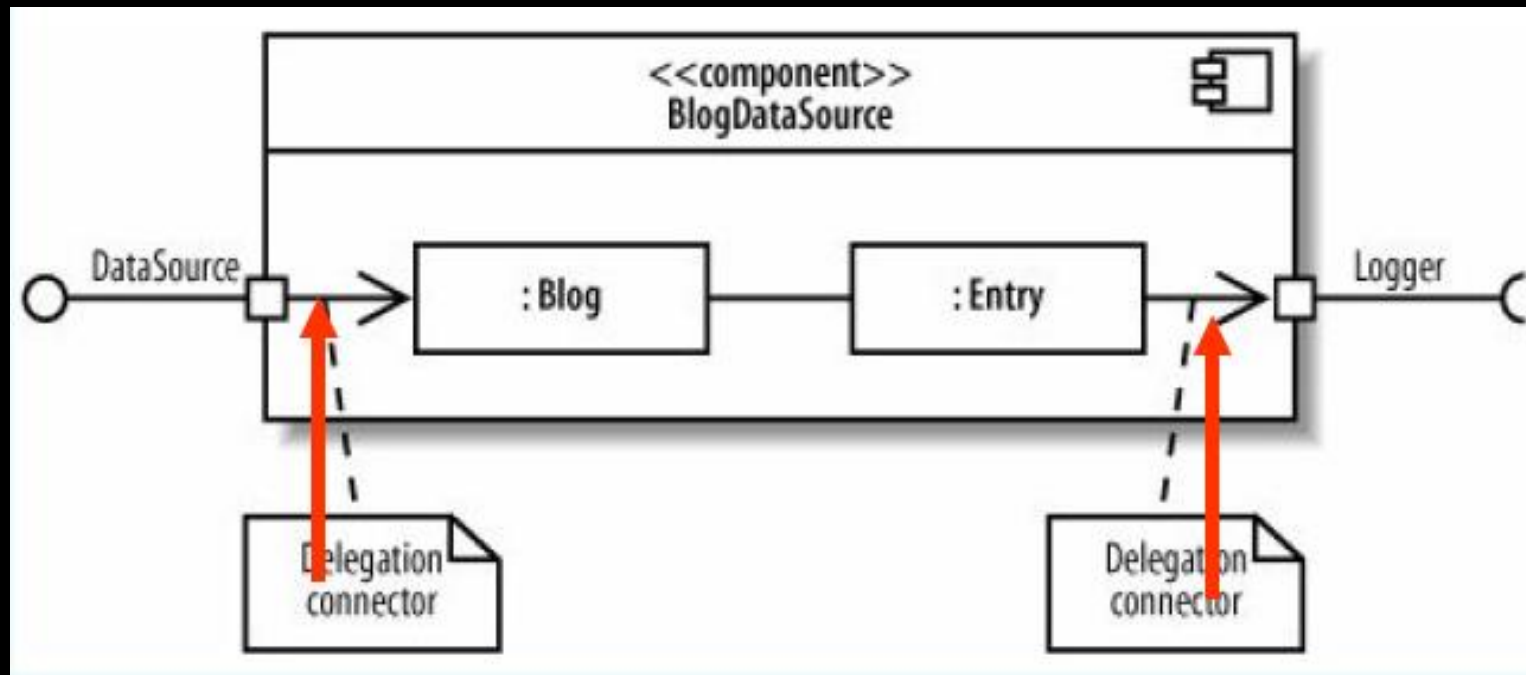 <<component>>
BlogDataSource
DataSource
: Blog
: Entry
Logger
Delegation
connector
Delegation
connector